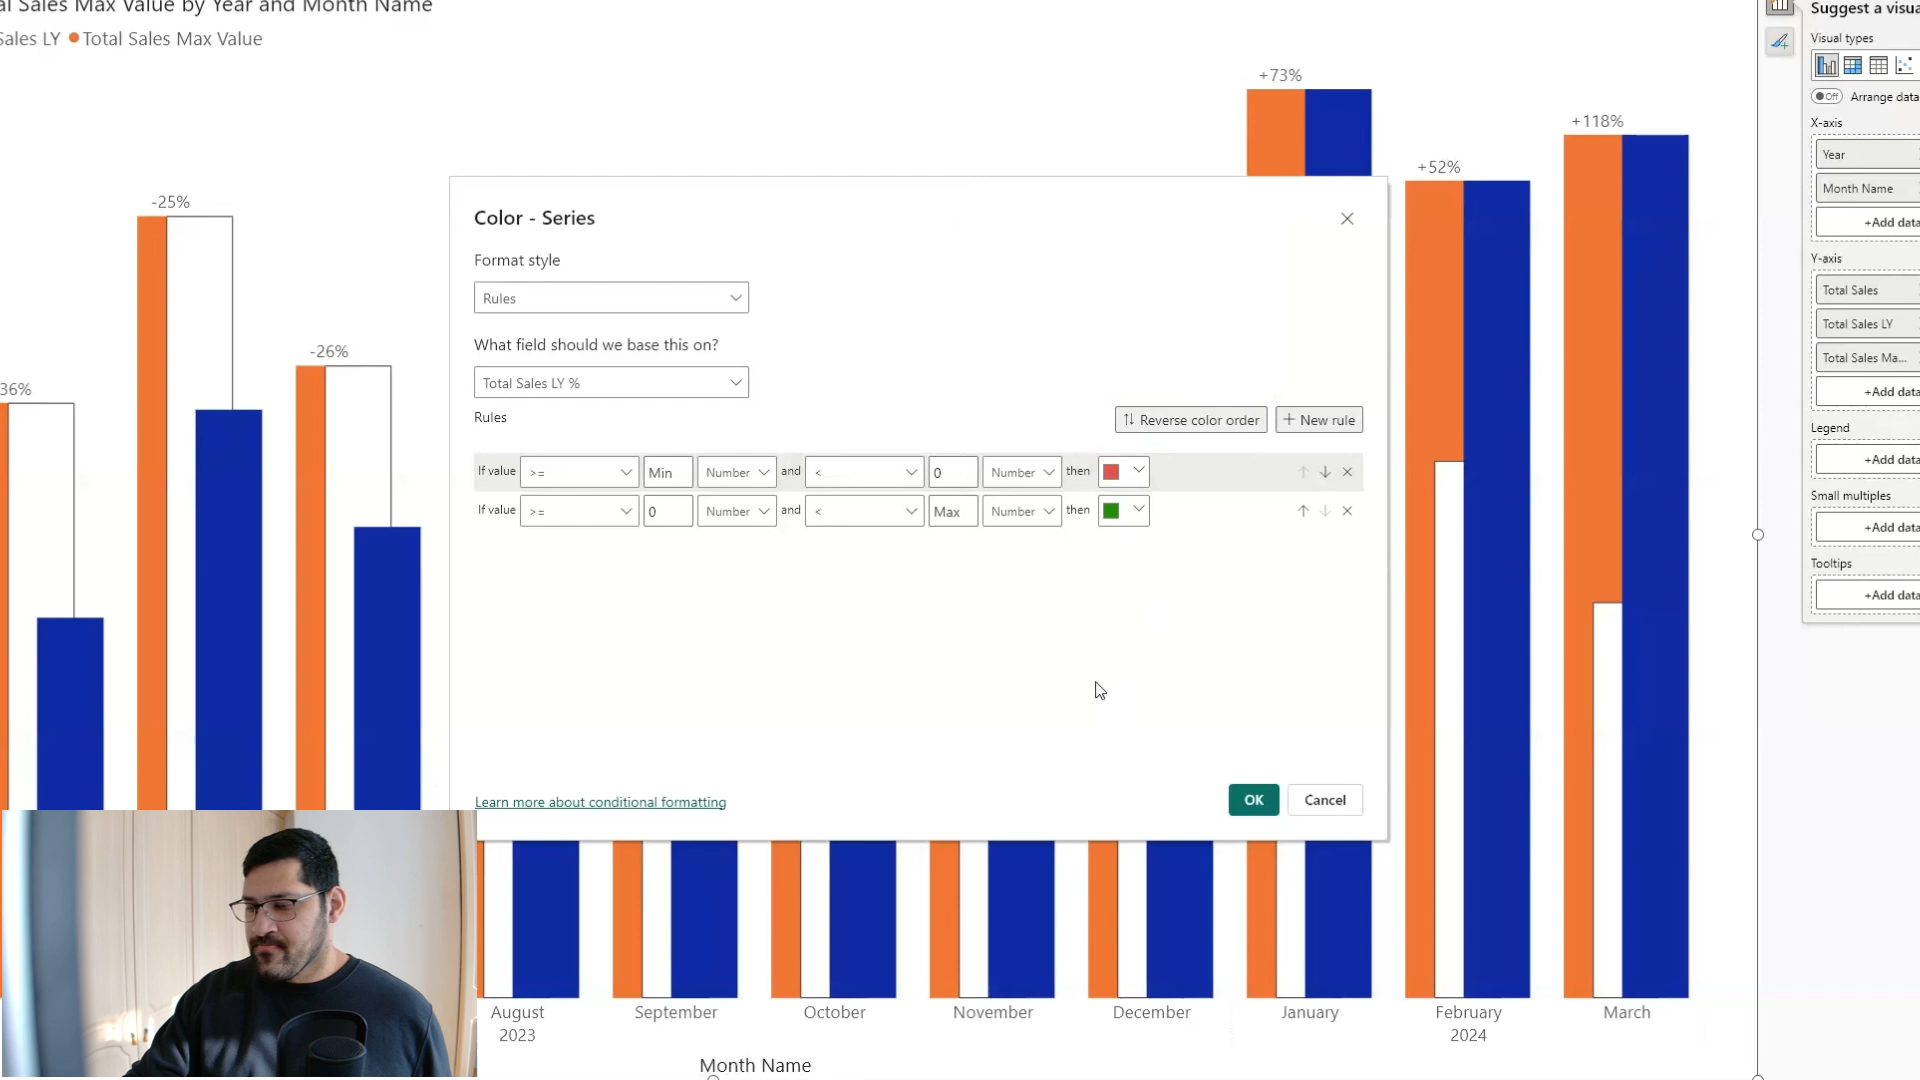 al Sales Max Value by Year and Month Name
Sales LY Total Sales Max Value
36%
-25%
-26%
+73%
+52%
+118%
Color - Series
Format style
Rules
What field should we base this on?
Total Sales LY %
Rules
Reverse color order
New rule
If value >= Min Number and < 0 Number then
If value >= 0 Number and < Max Number then
Learn more about conditional formatting
OK
Cancel
August September October November December January February March
2023 2024
Month Name
Suggest a visua
Visual types
Off Arrange data
X-axis
Year
Month Name
+Add data
Y-axis
Total Sales
Total Sales LY
Total Sales Ma...
+Add data
Legend
+Add data
Small multiples
+Add data
Tooltips
+Add data